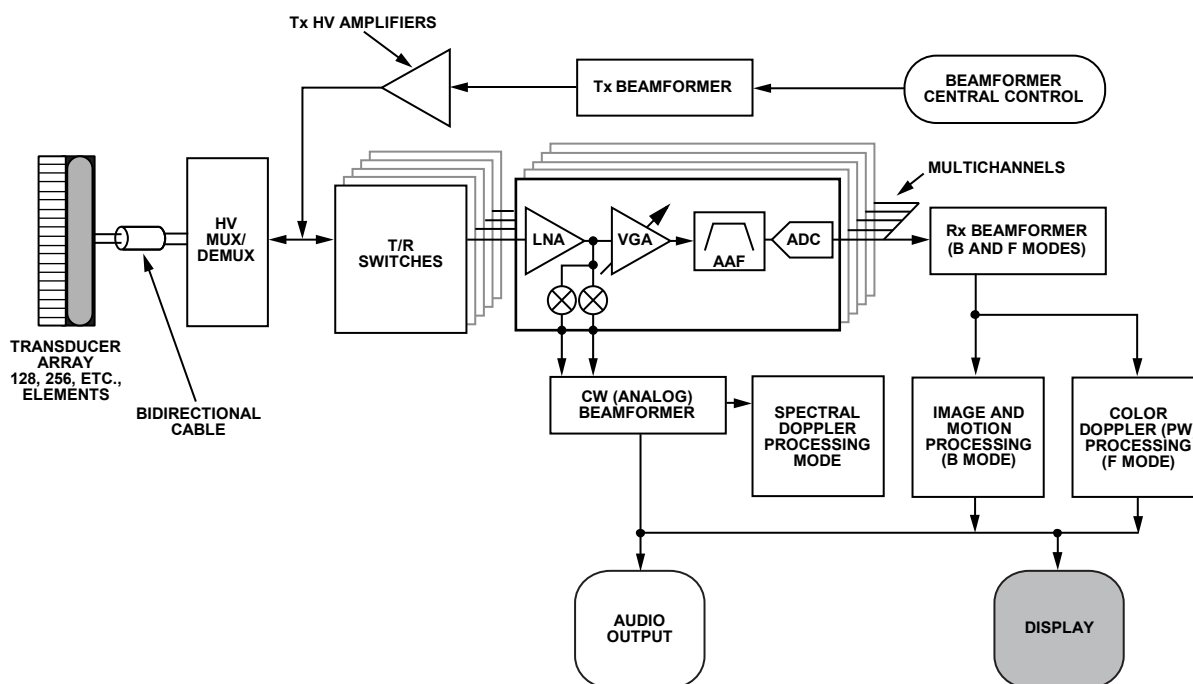 Tx HV AMPLIFIERS
Tx BEAMFORMER
BEAMFORMER
CENTRAL CONTROL
MULTICHANNELS
HV
MUX/
DEMUX
T/R
SWITCHES
LNA
VGA
AAF
ADC
Rx BEAMFORMER
(B AND F MODES)
TRANSDUCER
ARRAY
128, 256, ETC.,
ELEMENTS
BIDIRECTIONAL
CABLE
CW (ANALOG)
BEAMFORMER
SPECTRAL
DOPPLER
PROCESSING
MODE
IMAGE AND
MOTION
PROCESSING
(B MODE)
COLOR
DOPPLER (PW
PROCESSING
(F MODE)
AUDIO
OUTPUT
DISPLAY